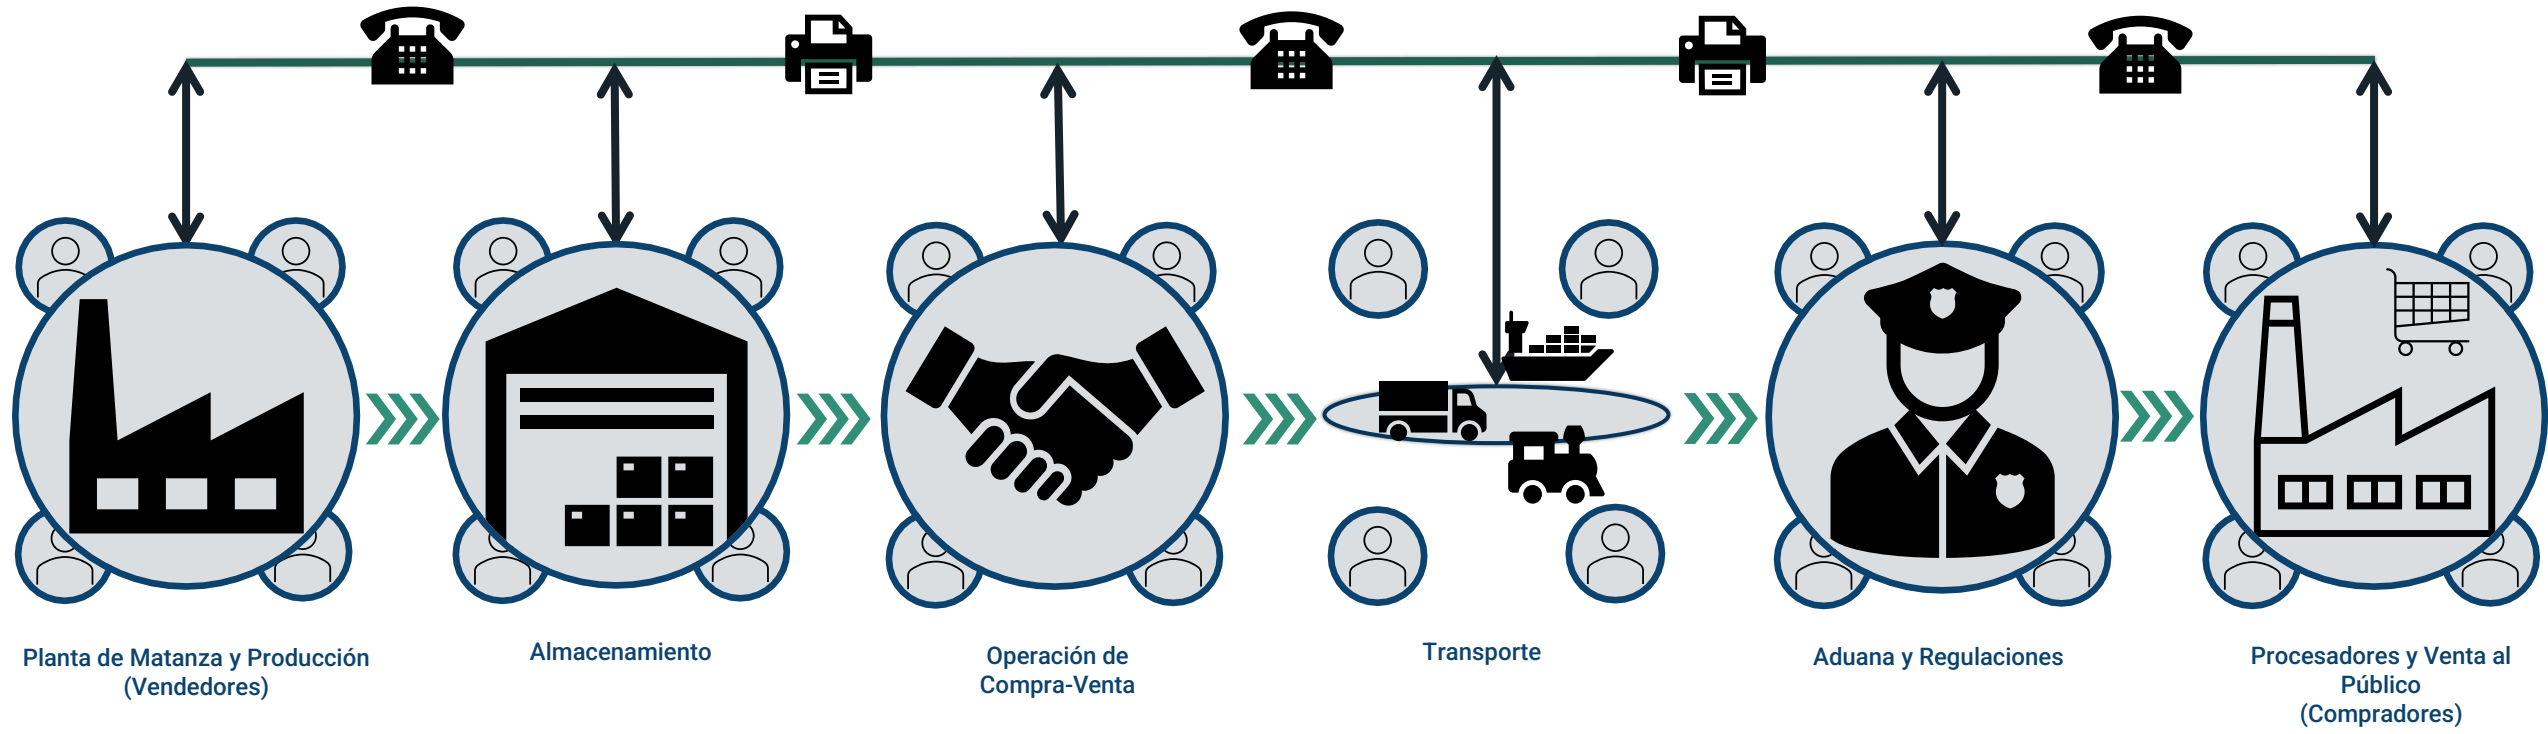 Planta de Matanza y Producción
(Vendedores)
Almacenamiento
Operación de
Compra-Venta
Transporte
Aduana y Regulaciones
Procesadores y Venta al
Público
(Compradores)